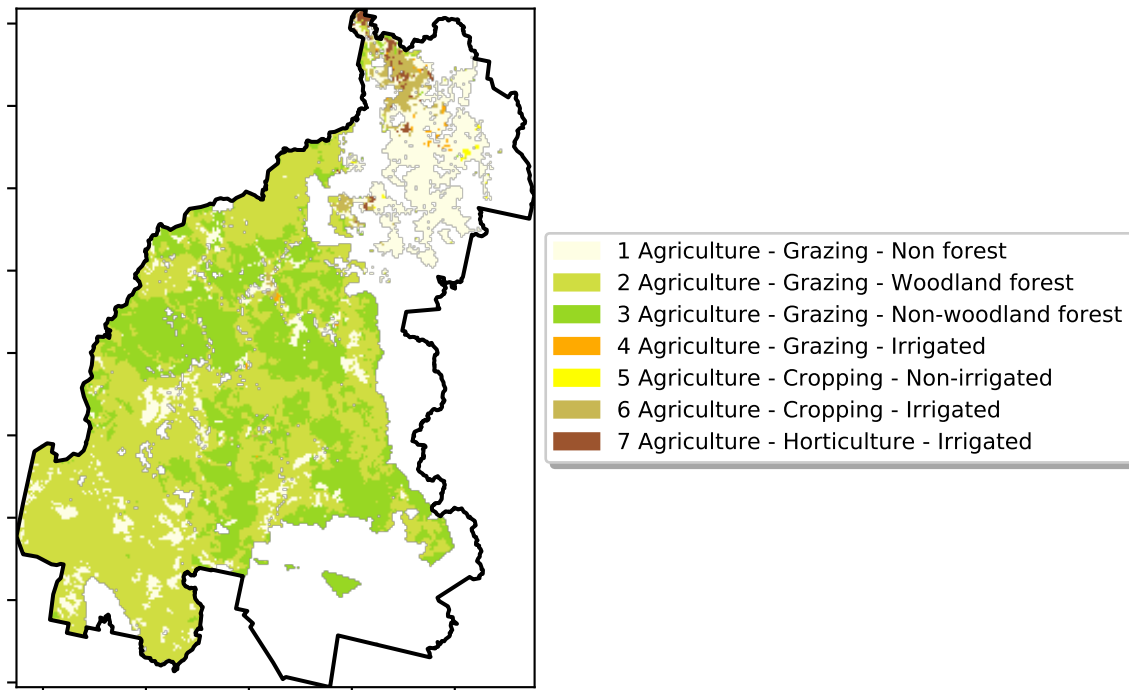 1 Agriculture - Grazing - Non forest
2 Agriculture - Grazing - Woodland forest
3 Agriculture - Grazing - Non-woodland forest
4 Agriculture - Grazing - Irrigated
5 Agriculture - Cropping - Non-irrigated
6 Agriculture - Cropping - Irrigated
7 Agriculture - Horticulture - Irrigated